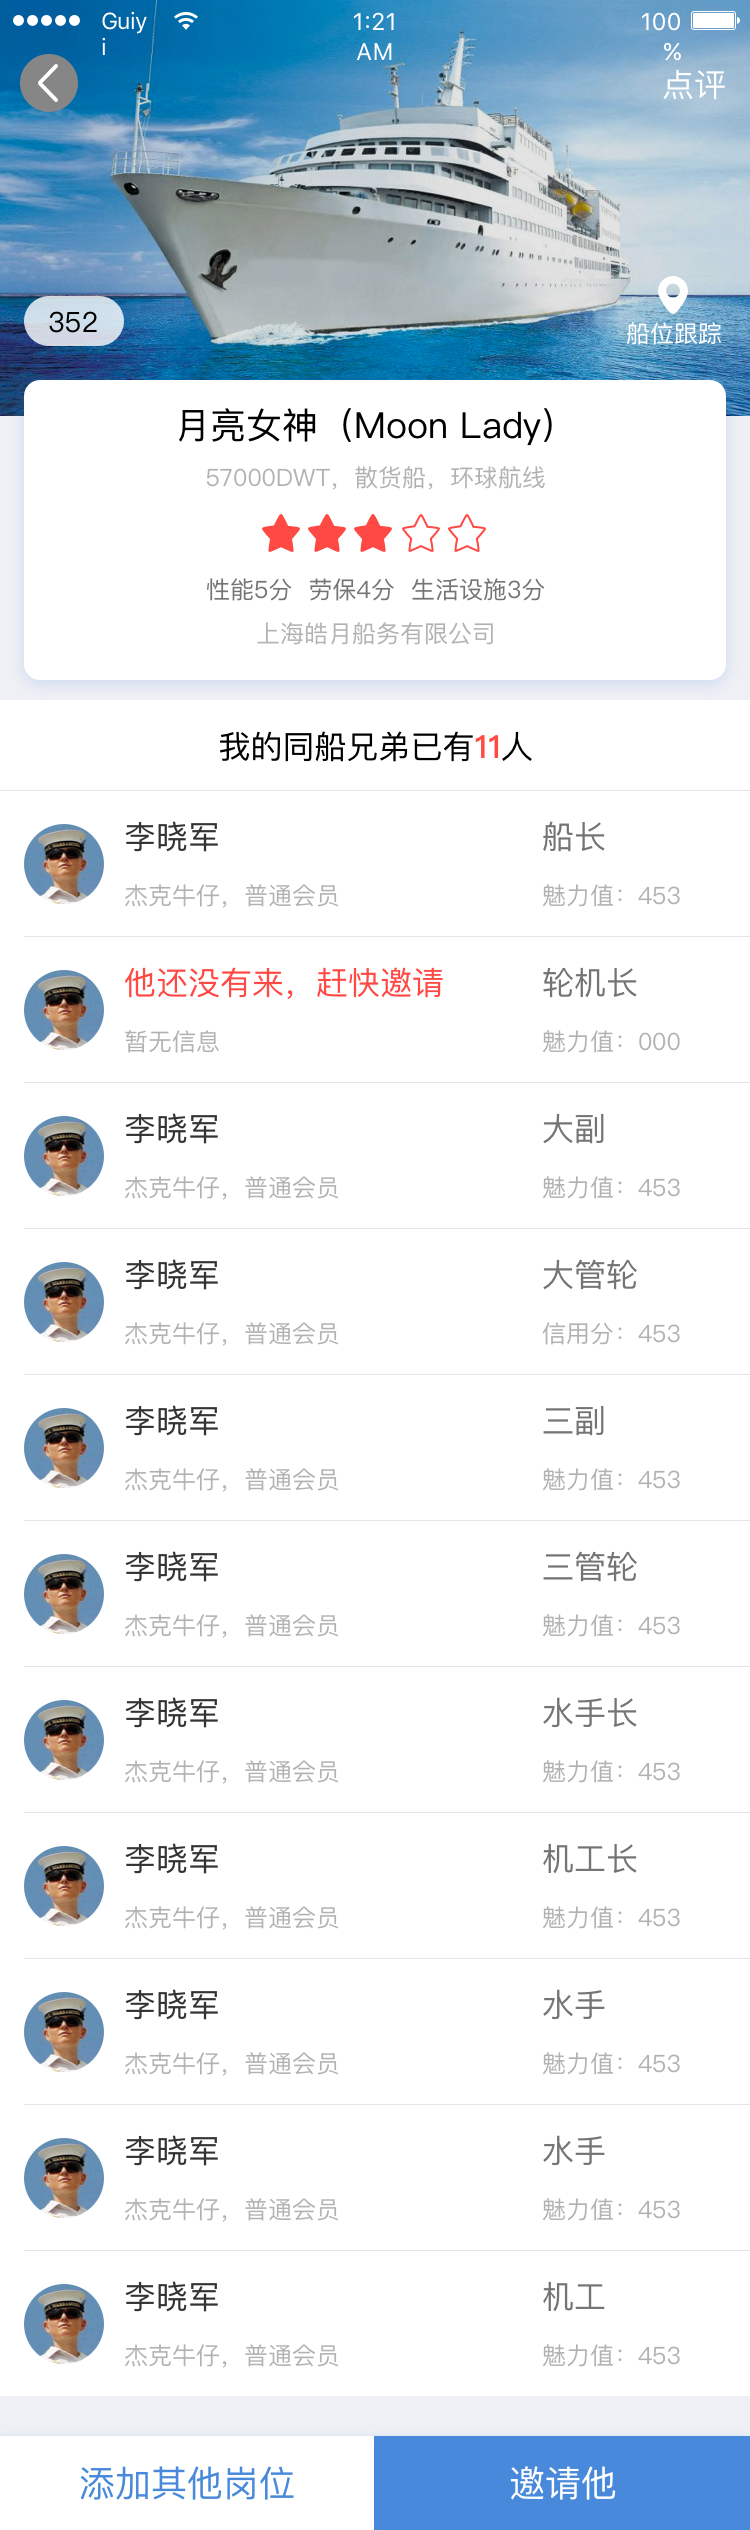 Guiyi
1:21 AM
100 %
点评
352
船位跟踪
月亮女神（Moon Lady）
57000DWT，散货船，环球航线
性能5分 劳保4分 生活设施3分
上海皓月船务有限公司
我的同船兄弟已有11人
李晓军 船长
杰克牛仔，普通会员 魅力值：453
他还没有来，赶快邀请 轮机长
暂无信息 魅力值：000
李晓军 大副
杰克牛仔，普通会员 魅力值：453
李晓军 大管轮
杰克牛仔，普通会员 信用分：453
李晓军 三副
杰克牛仔，普通会员 魅力值：453
李晓军 三管轮
杰克牛仔，普通会员 魅力值：453
李晓军 水手长
杰克牛仔，普通会员 魅力值：453
李晓军 机工长
杰克牛仔，普通会员 魅力值：453
李晓军 水手
杰克牛仔，普通会员 魅力值：453
李晓军 水手
杰克牛仔，普通会员 魅力值：453
李晓军 机工
杰克牛仔，普通会员 魅力值：453
添加其他岗位 邀请他